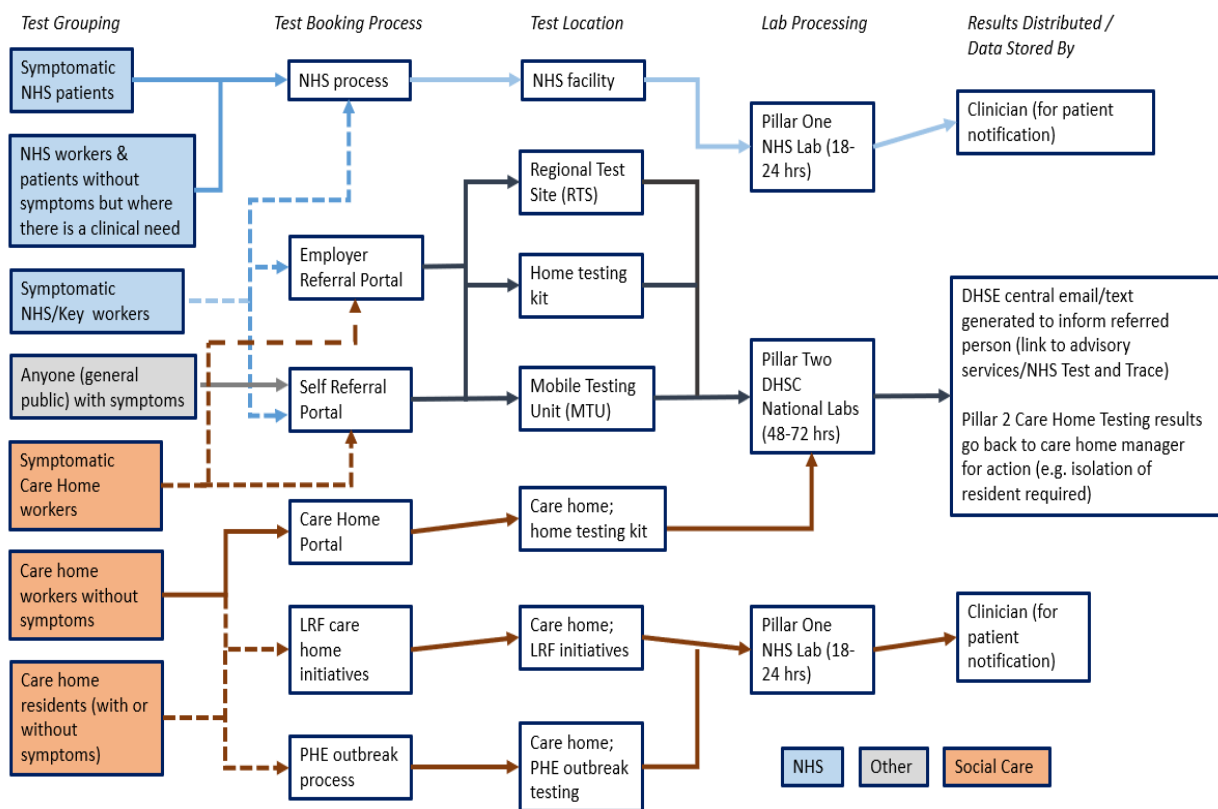 Test Grouping
Test Booking Process
Test Location
Lab Processing
Results Distributed /
Data Stored By
Symptomatic
NHS patients
NHS workers &
patients without
symptoms but where
there is a clinical need
Symptomatic
NHS/Key workers
Anyone (general
public) with symptoms
Symptomatic
Care Home
workers
Care home
workers without
symptoms
Care home
residents (with or
without
symptoms)
NHS process
Employer
Referral Portal
Self Referral
Portal
Care Home
Portal
LRF care
home
initiatives
PHE outbreak
process
NHS facility
Regional Test
Site (RTS)
Home testing
kit
Mobile Testing
Unit (MTU)
Care home;
home testing kit
Care home;
LRF initiatives
Care home;
PHE outbreak
testing
Pillar One
NHS Lab (18-
24 hrs)
Pillar Two
DHSC
National Labs
(48-72 hrs)
Pillar One
NHS Lab (18-
24 hrs)
Clinician (for patient
notification)
DHSE central email/text
generated to inform referred
person (link to advisory
services/NHS Test and Trace)
Pillar 2 Care Home Testing results
go back to care home manager
for action (e.g. isolation of
resident required)
Clinician (for
patient
notification)
NHS
Other
Social Care